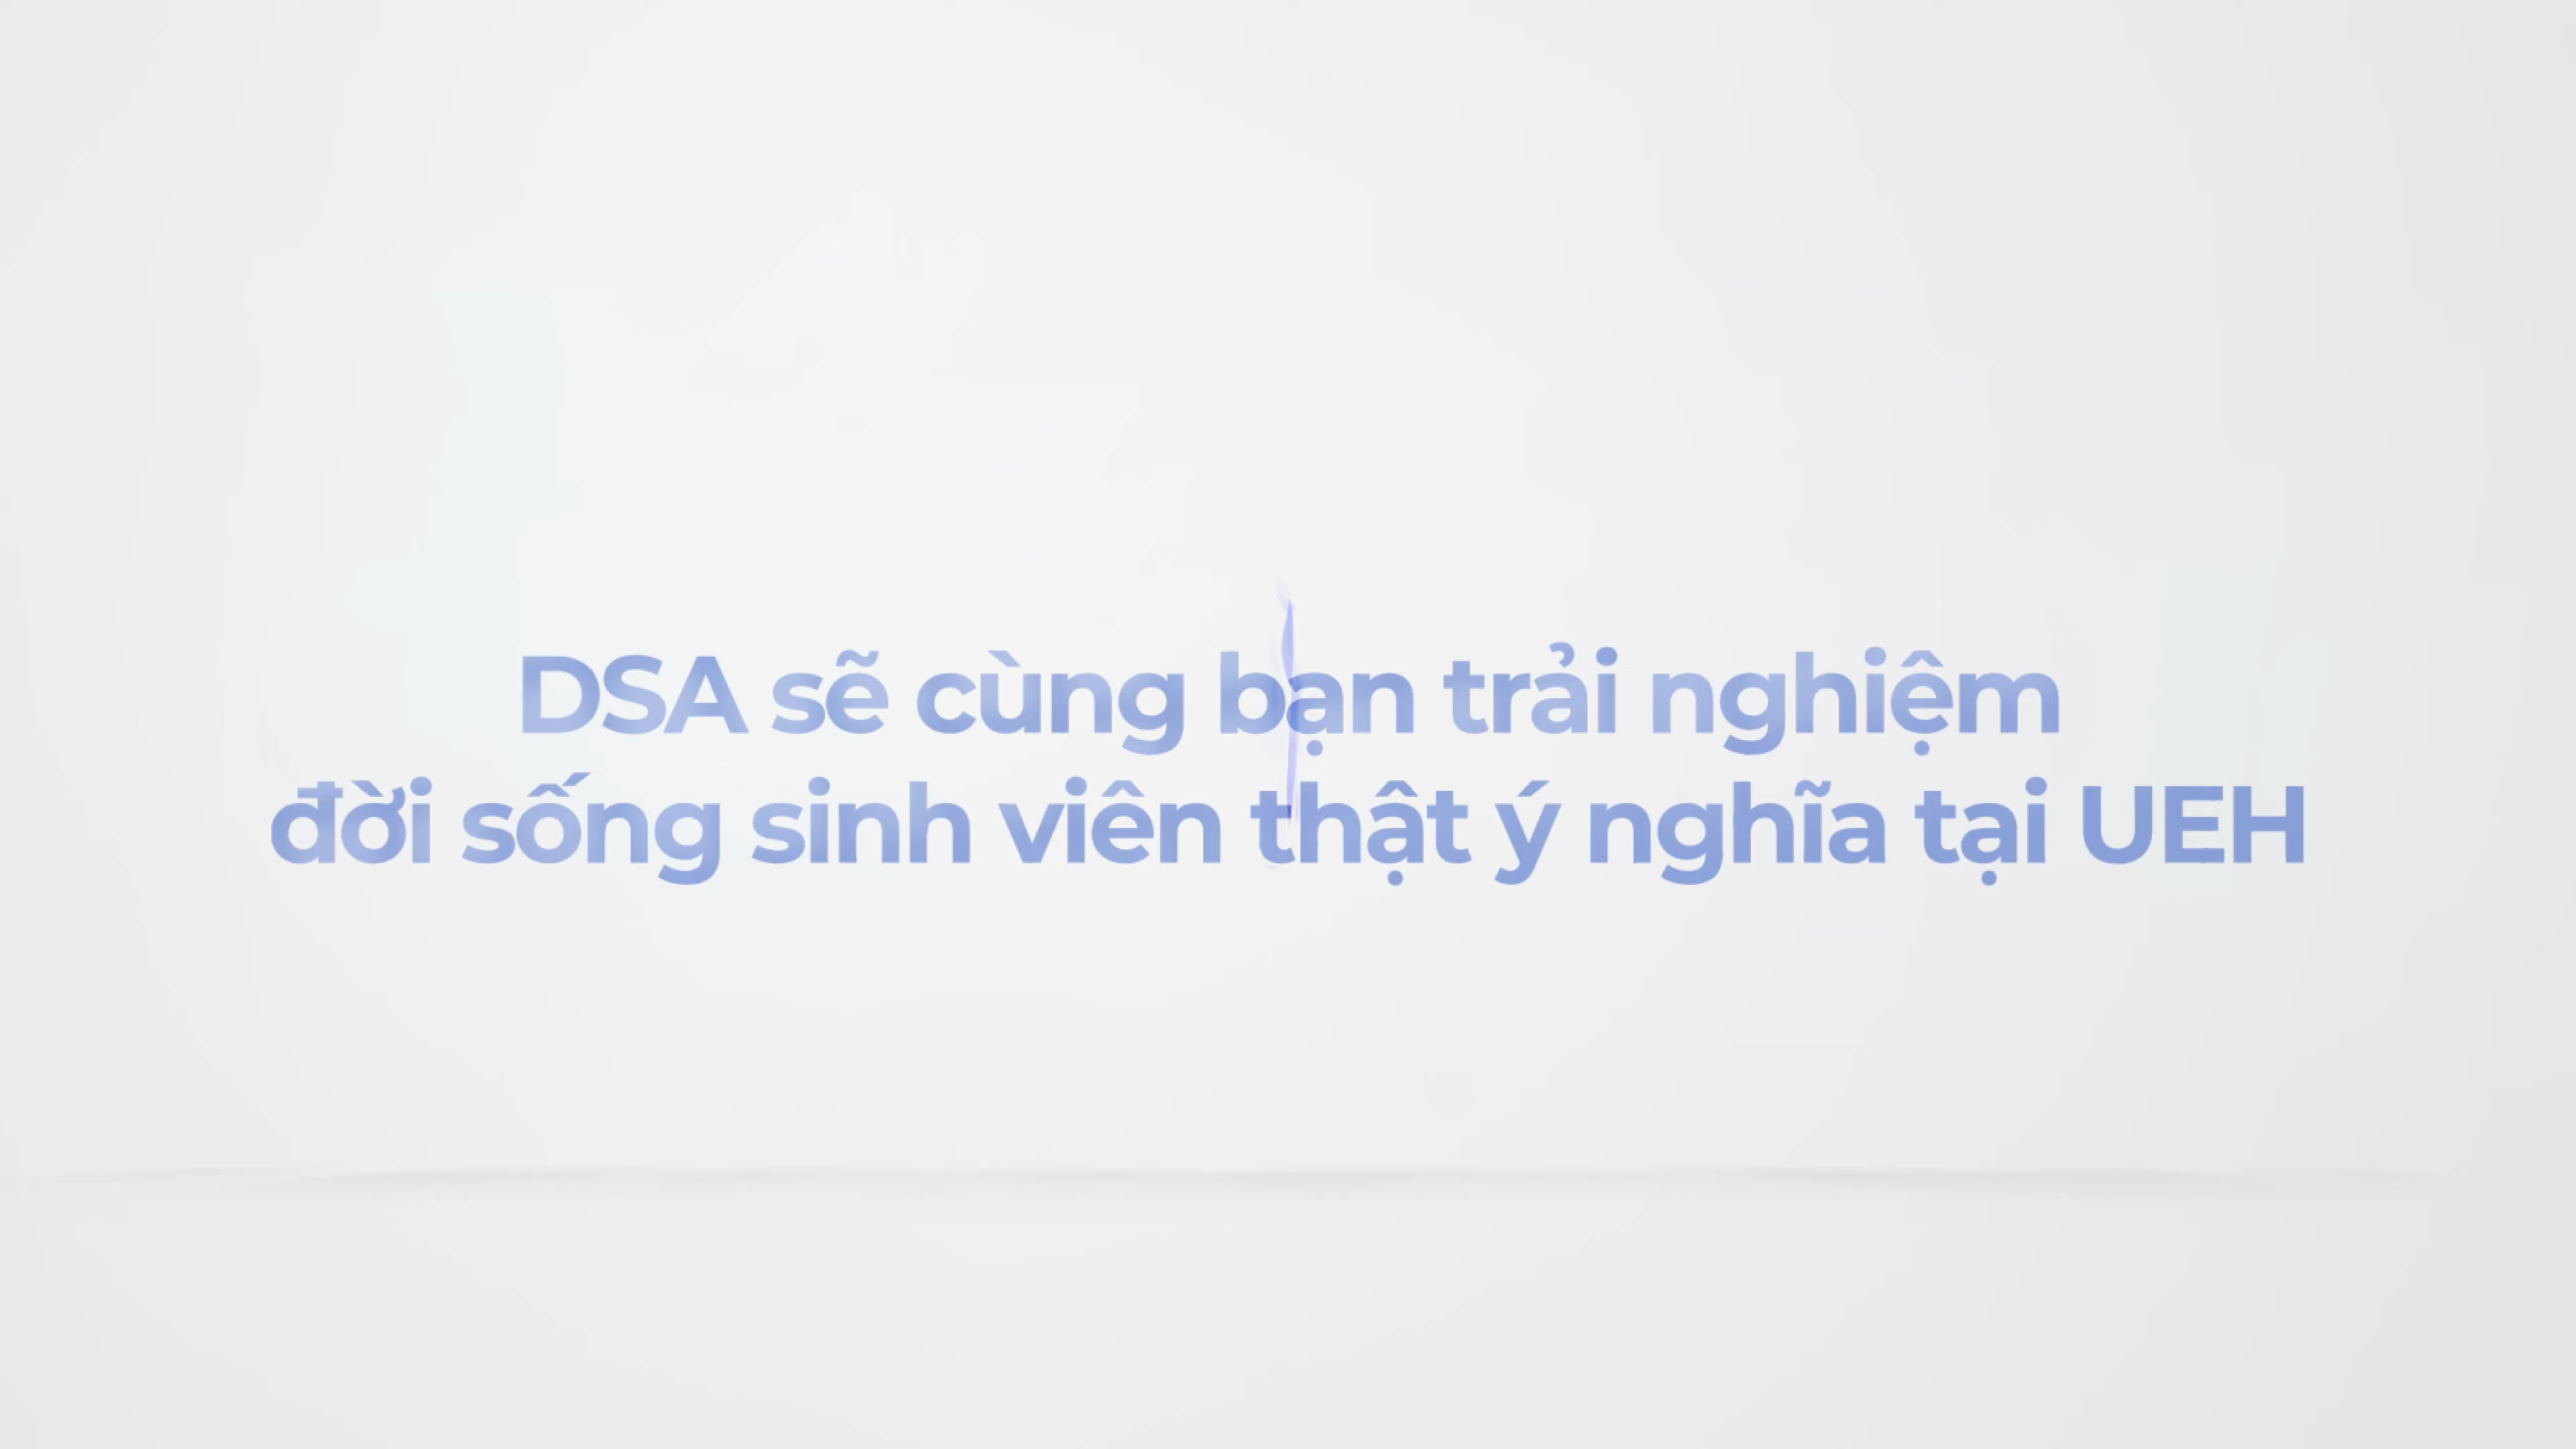 DSA sẽ cùng bạn trải nghiệm
đời sống sinh viên thật ý nghĩa tại UEH